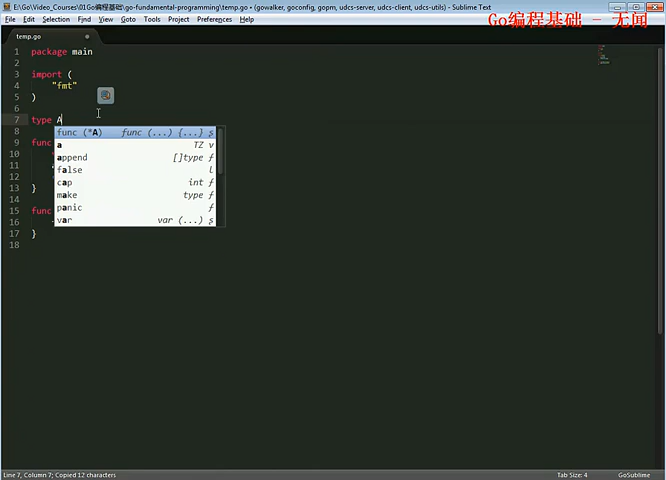 E:\Go\Video_Courses\01Go编程基础\go-fundamental-programming\temp.go • (gowalker, goconfig, gopm, udcs-server, udcs-client, udcs-utils) - Sublime Text
Go编程基础 - 无闻
File Edit Selection Find View Goto Tools Project Preferences Help
temp.go
1 package main
2
3 import (
4 "fmt"
5 )
6
7 type A
8
func (*A) func (...) {...} ʂ
9 func
a TZ v
10
append []type f
11
false l
12
cap int f
13 }
make type f
14
panic f
15 func
var var (...) ʂ
16
17 }
18
Line 7, Column 7; Copied 12 characters
Tab Size: 4
GoSublime